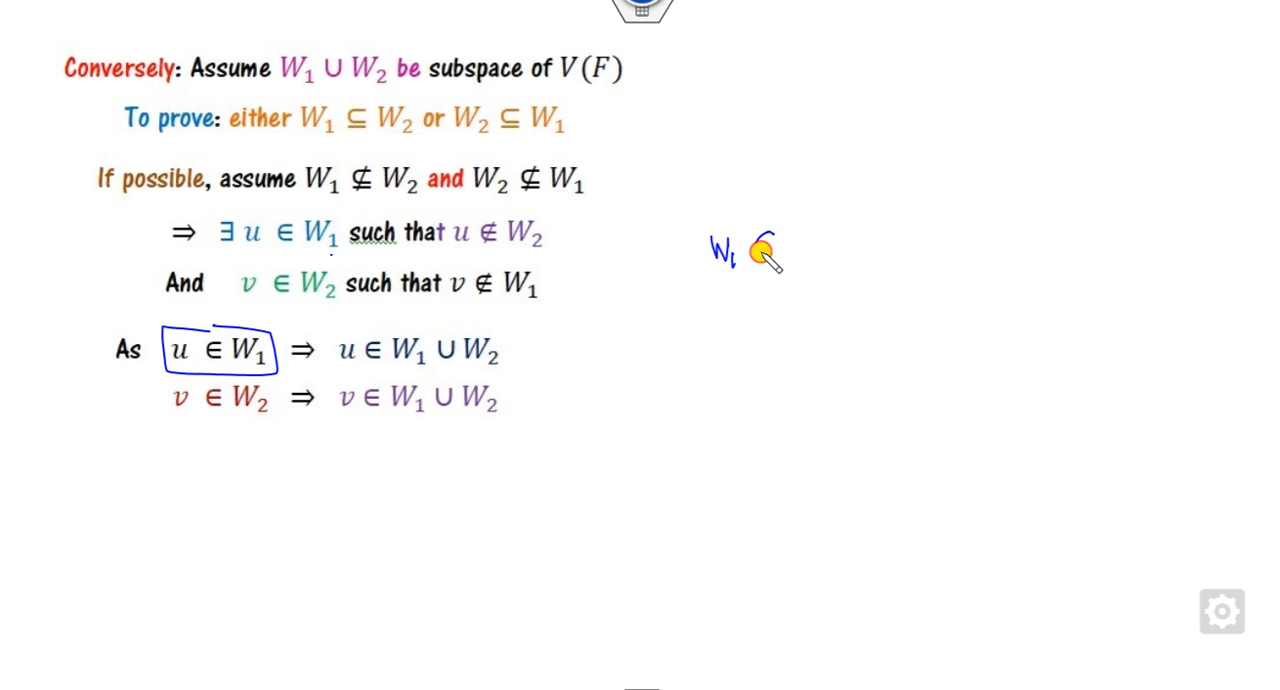 Conversely: Assume W₁ ∪ W₂ be subspace of V(F)
To prove: either W₁ ⊆ W₂ or W₂ ⊆ W₁
If possible, assume W₁ ⊈ W₂ and W₂ ⊈ W₁
⇒ ∃ u ∈ W₁ such that u ∉ W₂
W₁
And v ∈ W₂ such that v ∉ W₁
As u ∈ W₁ ⇒ u ∈ W₁ ∪ W₂
v ∈ W₂ ⇒ v ∈ W₁ ∪ W₂